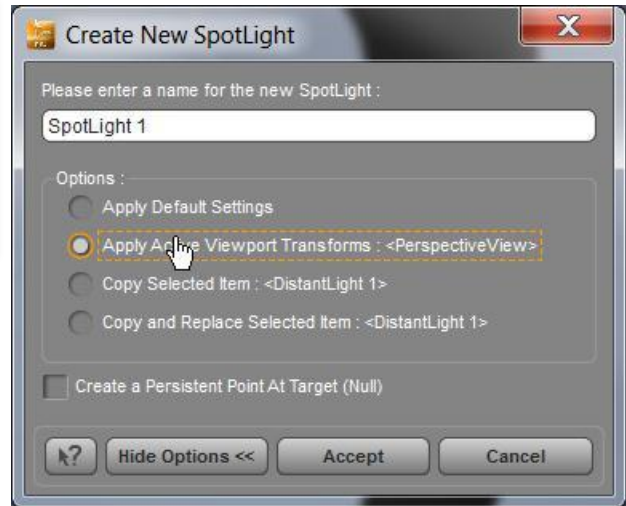 Create New SpotLight
Please enter a name for the new SpotLight :
SpotLight 1
Options :
Apply Default Settings
Apply Active Viewport Transforms : <PerspectiveView>
Copy Selected Item : <DistantLight 1>
Copy and Replace Selected Item : <DistantLight 1>
Create a Persistent Point At Target (Null)
? Hide Options << Accept Cancel